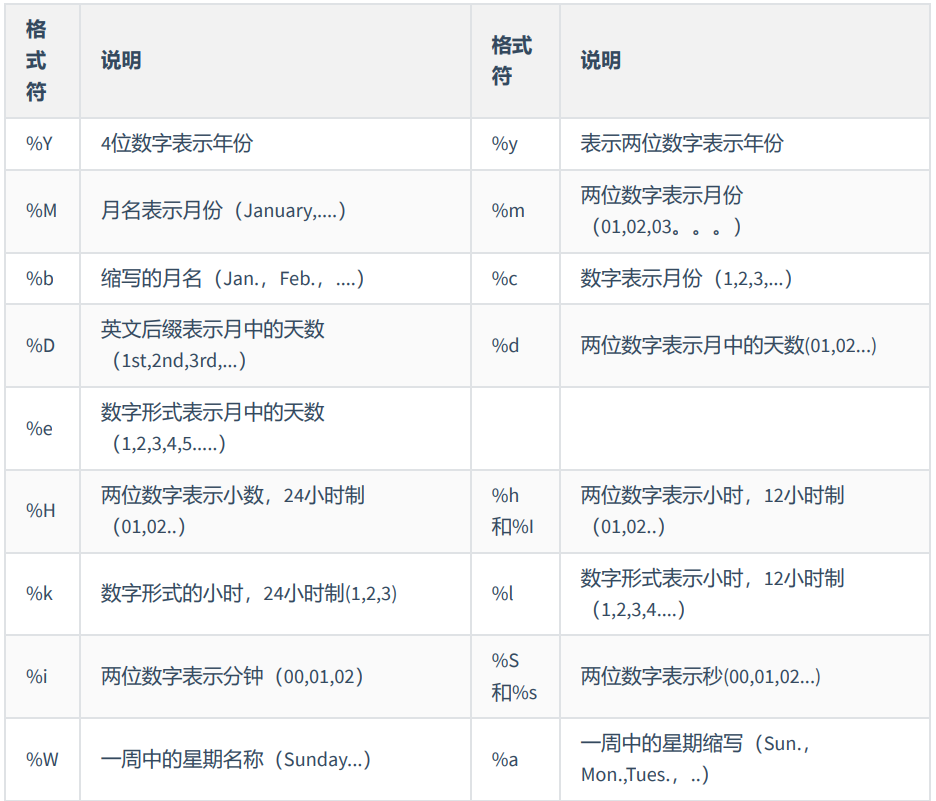 格
式
符
说明
格式
符
说明
%Y
4位数字表示年份
%y
表示两位数字表示年份
%M
月名表示月份（January,....）
%m
两位数字表示月份
（01,02,03。。。）
%b
缩写的月名（Jan.，Feb.，....）
%c
数字表示月份（1,2,3,...）
%D
英文后缀表示月中的天数
（1st,2nd,3rd,...）
%d
两位数字表示月中的天数(01,02...)
%e
数字形式表示月中的天数
（1,2,3,4,5.....）
%H
两位数字表示小数，24小时制
（01,02..）
%h
和%I
两位数字表示小时，12小时制
（01,02..）
%k
数字形式的小时，24小时制(1,2,3)
%l
数字形式表示小时，12小时制
（1,2,3,4....）
%i
两位数字表示分钟（00,01,02）
%S
和%s
两位数字表示秒(00,01,02...)
%W
一周中的星期名称（Sunday...）
%a
一周中的星期缩写（Sun.，
Mon.,Tues.，..）